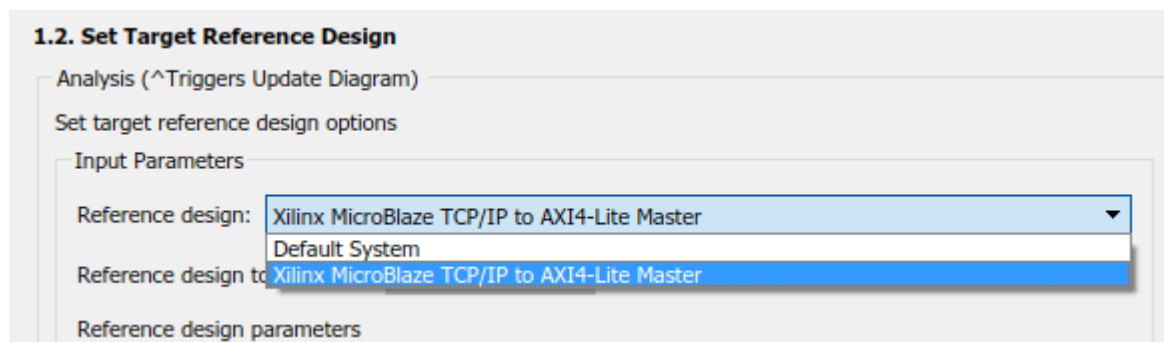 1.2. Set Target Reference Design
Analysis (^Triggers Update Diagram)
Set target reference design options
Input Parameters
Reference design: Xilinx MicroBlaze TCP/IP to AXI4-Lite Master
Default System
Reference design to Xilinx MicroBlaze TCP/IP to AXI4-Lite Master
Reference design parameters